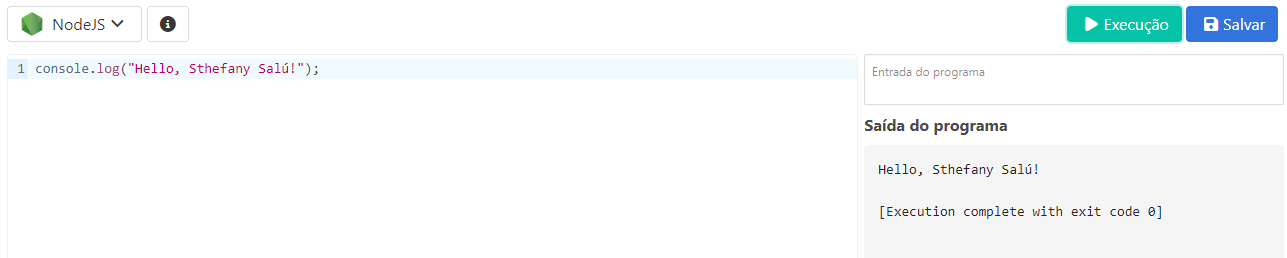 NodeJS
Execução
Salvar
1 console.log("Hello, Sthefany Salú!");
Entrada do programa
Saída do programa
Hello, Sthefany Salú!
[Execution complete with exit code 0]